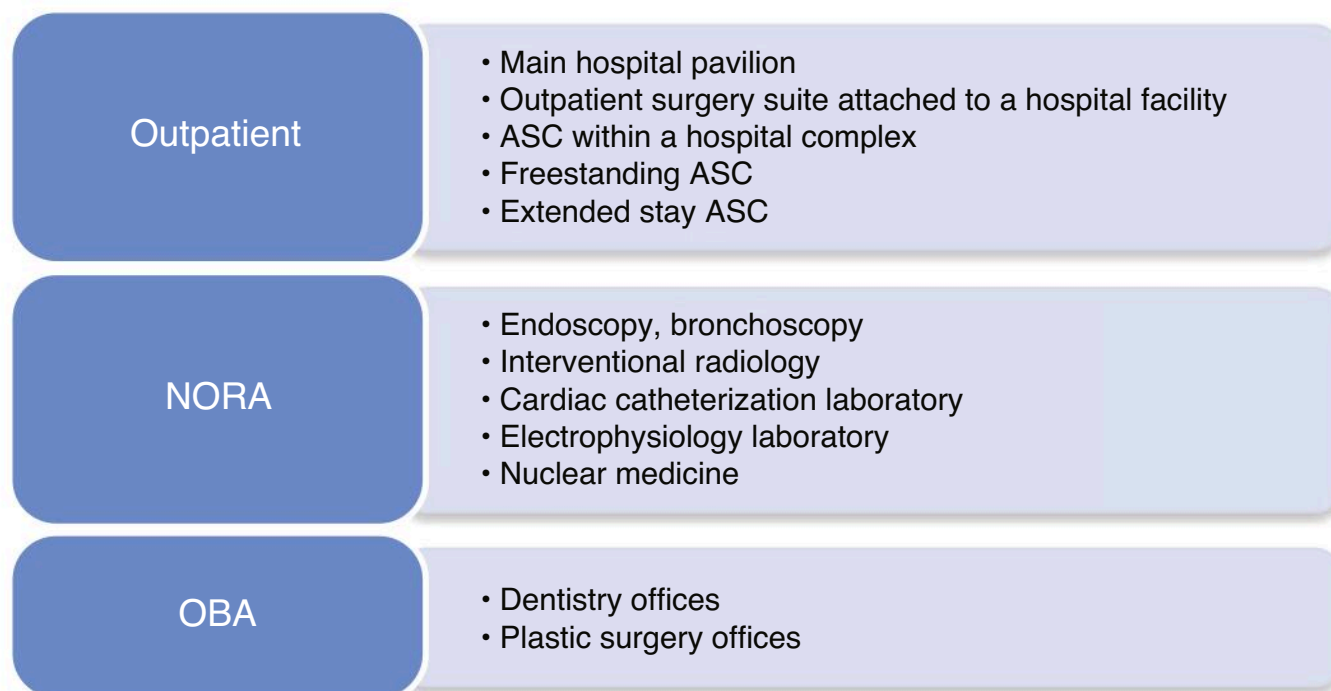 Outpatient
• Main hospital pavilion
• Outpatient surgery suite attached to a hospital facility
• ASC within a hospital complex
• Freestanding ASC
• Extended stay ASC
NORA
• Endoscopy, bronchoscopy
• Interventional radiology
• Cardiac catheterization laboratory
• Electrophysiology laboratory
• Nuclear medicine
OBA
• Dentistry offices
• Plastic surgery offices